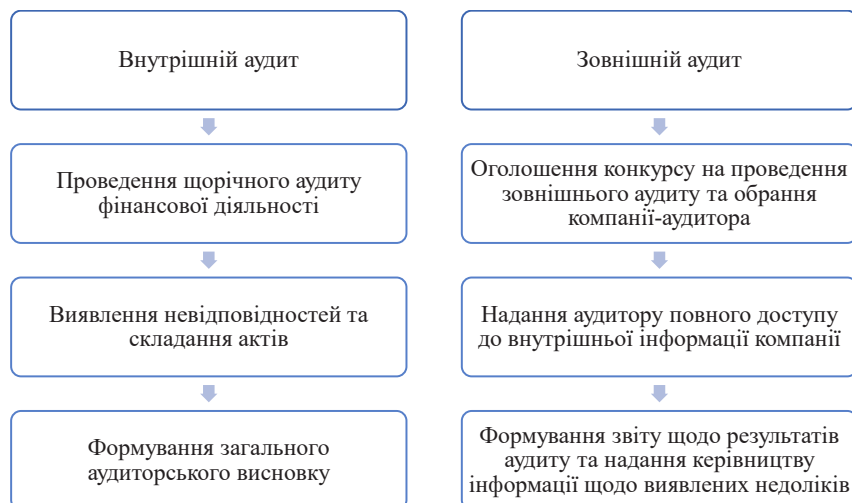 Внутрішній аудит
Проведення щорічного аудиту
фінансової діяльності
Виявлення невідповідностей та
складання актів
Формування загального
аудиторського висновку
Зовнішній аудит
Оголошення конкурсу на проведення
зовнішнього аудиту та обрання
компанії-аудитора
Надання аудитору повного доступу
до внутрішньої інформації компанії
Формування звіту щодо результатів
аудиту та надання керівництву
інформації щодо виявлених недоліків